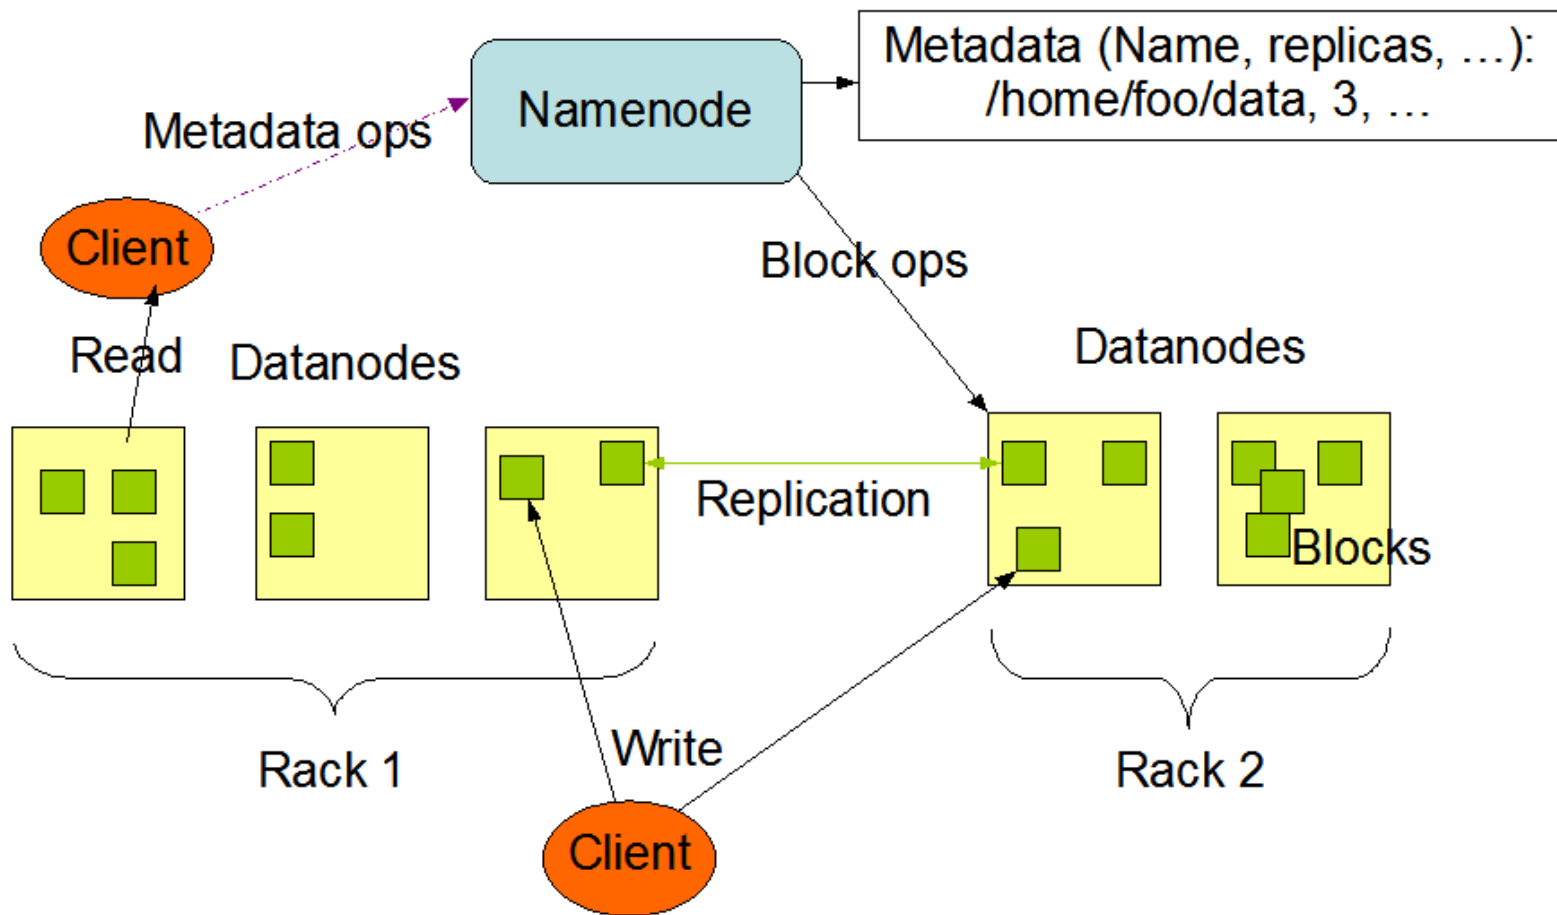 Metadata (Name, replicas, …):
/home/foo/data, 3, …
Namenode
Metadata ops
Client
Block ops
Read
Datanodes
Datanodes
Replication
Blocks
Rack 1
Write
Rack 2
Client